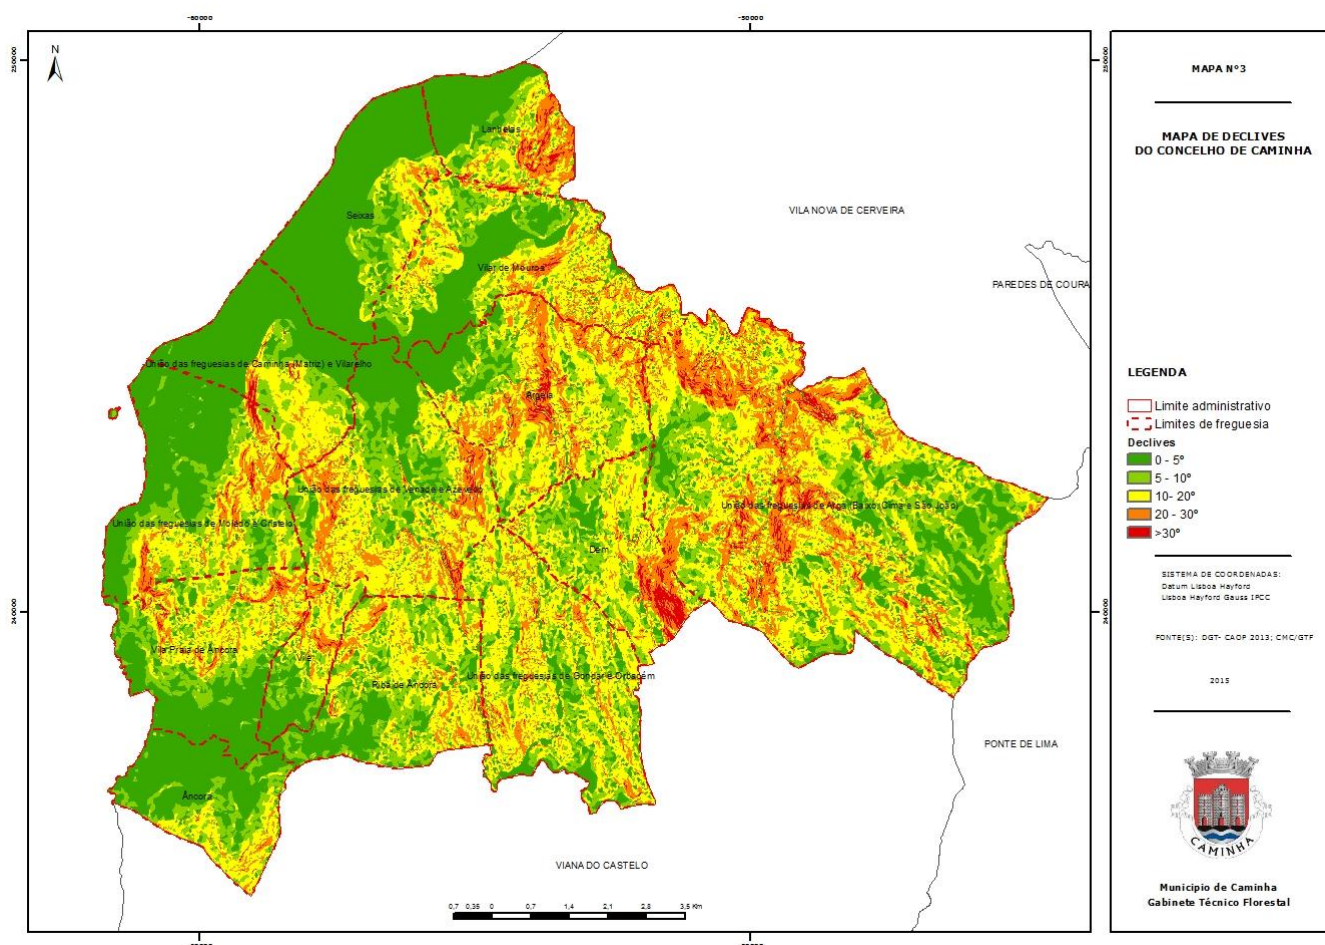 -60000
-50000
250000
250000
N
MAPA Nº3
MAPA DE DECLIVES
DO CONCELHO DE CAMINHA
Lanhelas
Seixas
VILA NOVA DE CERVEIRA
Vilar de Mouros
PAREDES DE COURA
União das freguesias de Caminha (Matriz) e Vilarelho
Argela
LEGENDA
Limite administrativo
Limites de freguesia
Declives
0 - 5º
5 - 10º
10- 20º
20 - 30º
>30º
União das freguesias de Venade e Azevedo
União das freguesias de Arga (Baixo, Cima e São João)
União das freguesias de Moledo e Cristelo
Dem
SISTEMA DE COORDENADAS:
Datum Lisboa Hayford
Lisboa Hayford Gauss IPCC
240000
240000
FONTE(S): DGT- CAOP 2013; CMC/GTF
Vila Praia de Âncora
Vile
Riba de Âncora
União das freguesias de Gondar e Orbacém
2015
PONTE DE LIMA
Âncora
VIANA DO CASTELO
CAMINHA
0,7 0,35 0 0,7 1,4 2,1 2,8 3,5 Km
Municipio de Caminha
Gabinete Técnico Florestal